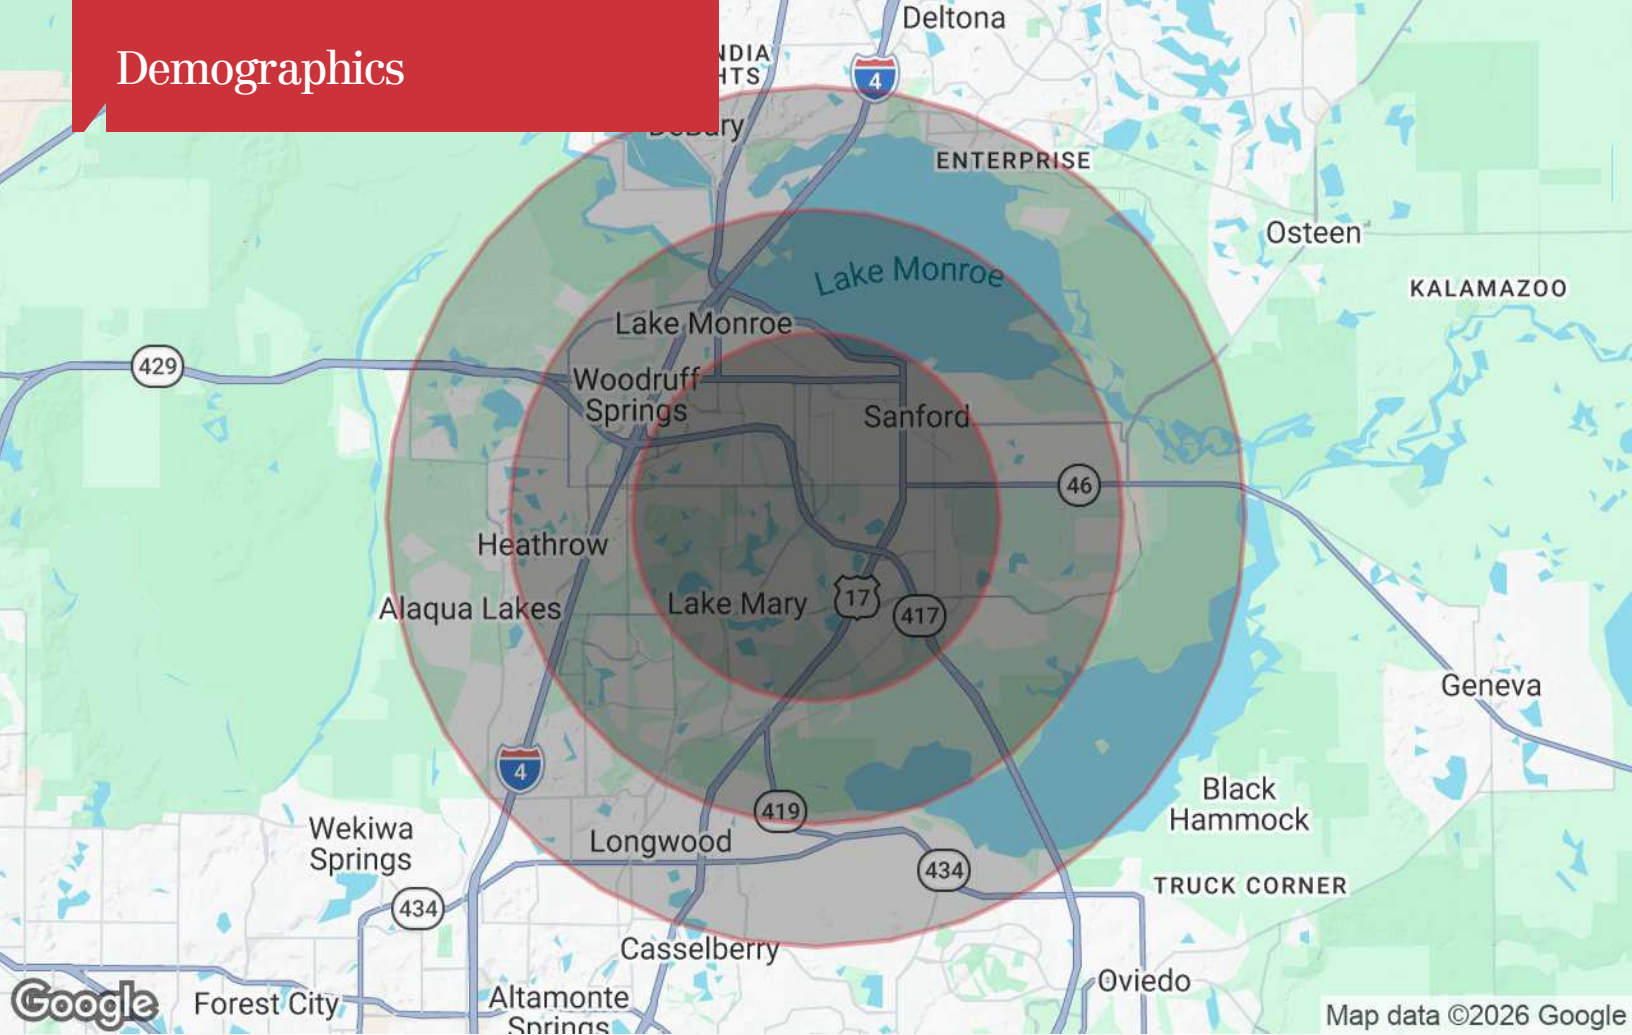 Demographics
Deltona
4
ENTERPRISE
Osteen
Lake Monroe
KALAMAZOO
Lake Monroe
429
Woodruff
Springs
Sanford
46
Heathrow
Lake Mary
17
417
Alaqua Lakes
Geneva
4
Black
Hammock
419
Wekiwa
Springs
Longwood
434
TRUCK CORNER
434
Casselberry
Oviedo
Google
Forest City
Altamonte
Springs
Map data ©2026 Google